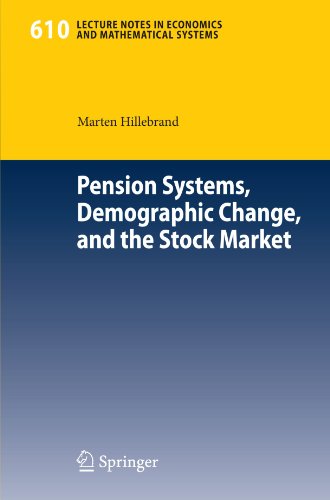 610 LECTURE NOTES IN ECONOMICS
AND MATHEMATICAL SYSTEMS
Marten Hillebrand
Pension Systems,
Demographic Change,
and the Stock Market
Springer